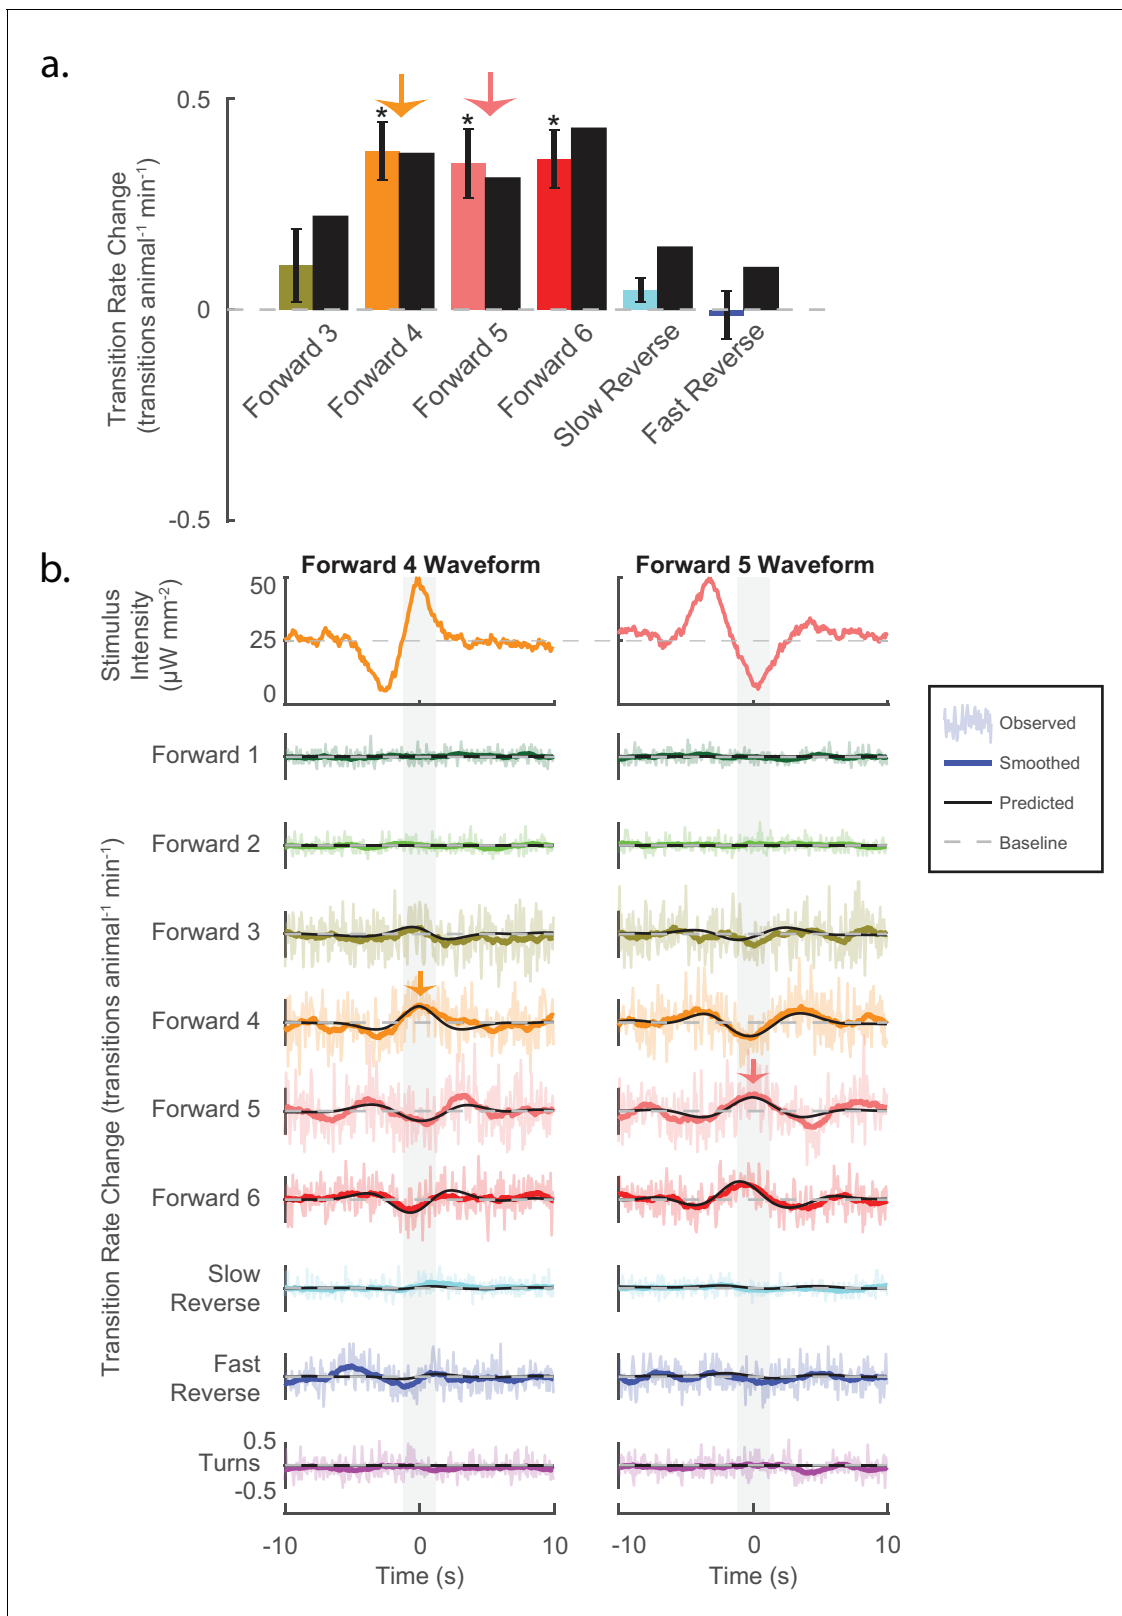 a.
0.5
0
-0.5
Transition Rate Change
(transitions animal⁻¹ min⁻¹)
* * *
Forward 3
Forward 4
Forward 5
Forward 6
Slow Reverse
Fast Reverse
b.
Forward 4 Waveform
Forward 5 Waveform
Stimulus
Intensity
(µW mm⁻²)
50
25
0
Observed
Smoothed
Predicted
Baseline
Transition Rate Change (transitions animal⁻¹ min⁻¹)
Forward 1
Forward 2
Forward 3
Forward 4
Forward 5
Forward 6
Slow
Reverse
Fast
Reverse
0.5
Turns
-0.5
-10 0 10
-10 0 10
Time (s)
Time (s)